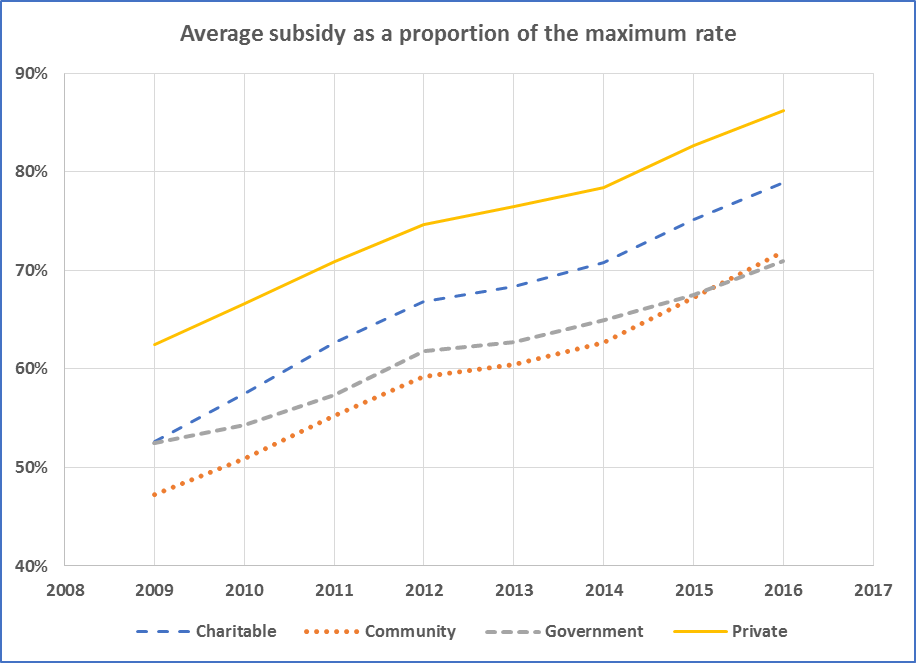 Average subsidy as a proportion of the maximum rate
90%
80%
70%
60%
50%
40%
2008 2009 2010 2011 2012 2013 2014 2015 2016 2017
Charitable Community Government Private